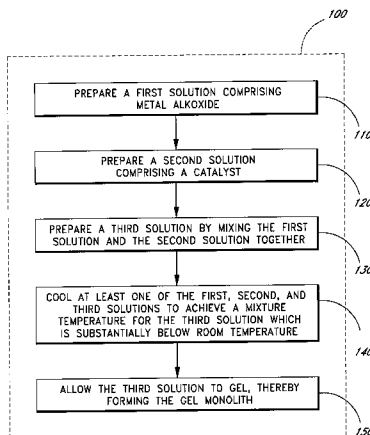 100
PREPARE A FIRST SOLUTION COMPRISING
METAL ALKOXIDE
110
PREPARE A SECOND SOLUTION
COMPRISING A CATALYST
120
PREPARE A THIRD SOLUTION BY MIXING THE FIRST
SOLUTION AND THE SECOND SOLUTION TOGETHER
130
COOL AT LEAST ONE OF THE FIRST, SECOND, AND
THIRD SOLUTIONS TO ACHIEVE A MIXTURE
TEMPERATURE FOR THE THIRD SOLUTION WHICH
IS SUBSTANTIALLY BELOW ROOM TEMPERATURE
140
ALLOW THE THIRD SOLUTION TO GEL, THEREBY
FORMING THE GEL MONOLITH
150